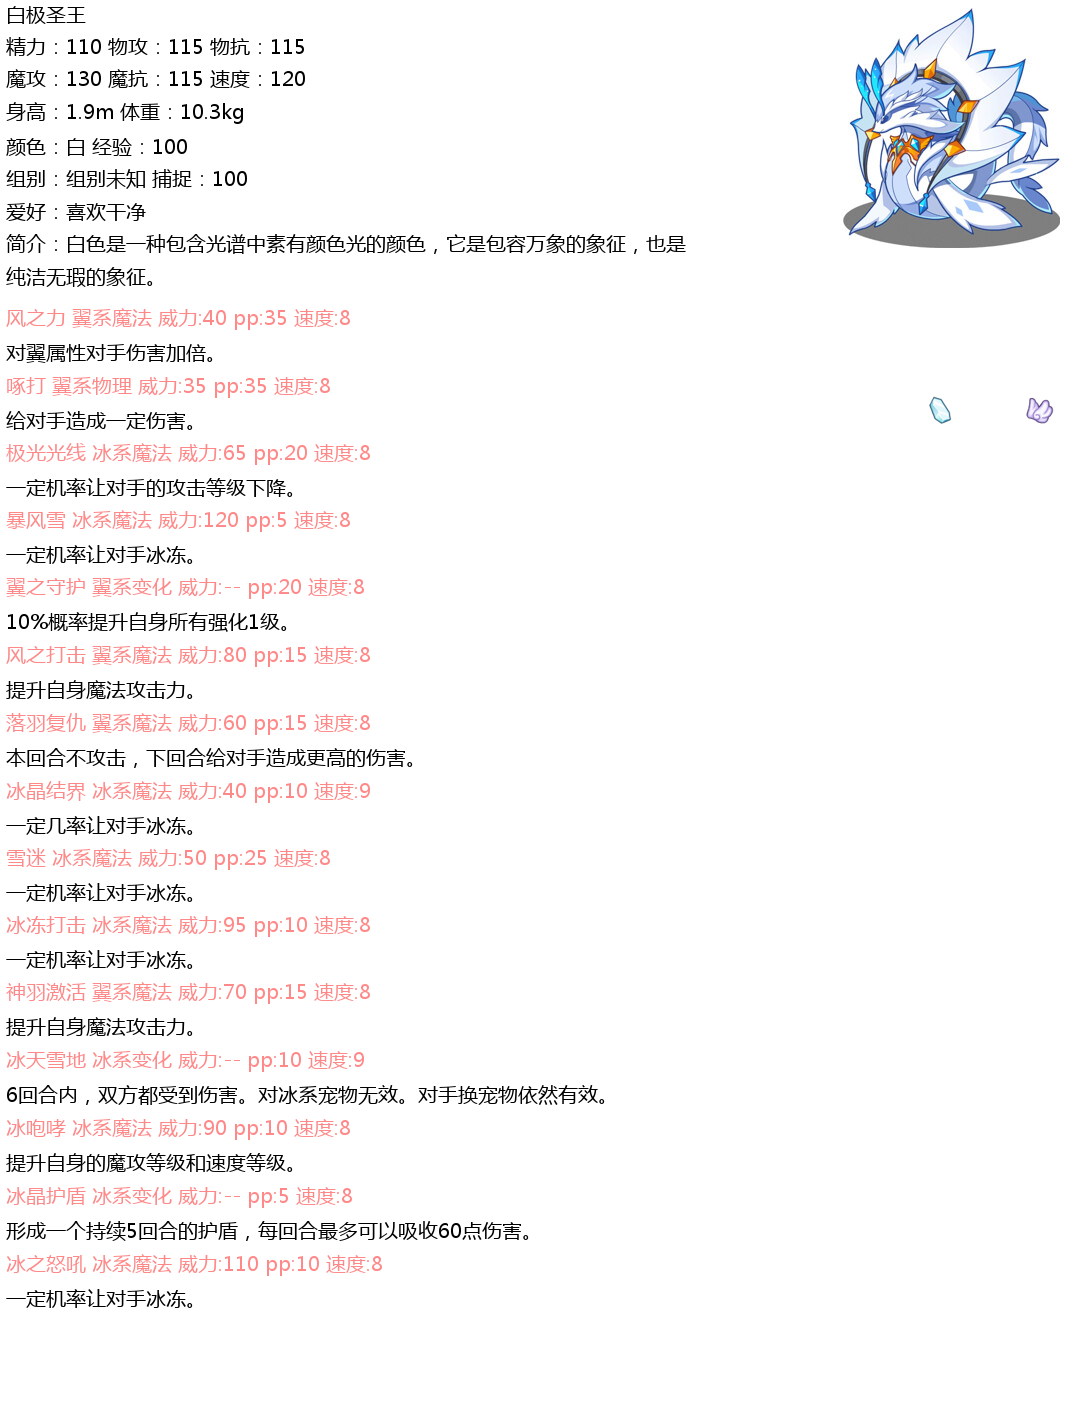 白极圣王
精力：110 物攻：115 物抗：115
魔攻：130 魔抗：115 速度：120
身高：1.9m 体重：10.3kg
颜色：白 经验：100
组别：组别未知 捕捉：100
爱好：喜欢干净
简介：白色是一种包含光谱中素有颜色光的颜色，它是包容万象的象征，也是
纯洁无瑕的象征。
风之力 翼系魔法 威力:40 pp:35 速度:8
对翼属性对手伤害加倍。
啄打 翼系物理 威力:35 pp:35 速度:8
给对手造成一定伤害。
极光光线 冰系魔法 威力:65 pp:20 速度:8
一定机率让对手的攻击等级下降。
暴风雪 冰系魔法 威力:120 pp:5 速度:8
一定机率让对手冰冻。
翼之守护 翼系变化 威力:-- pp:20 速度:8
10%概率提升自身所有强化1级。
风之打击 翼系魔法 威力:80 pp:15 速度:8
提升自身魔法攻击力。
落羽复仇 翼系魔法 威力:60 pp:15 速度:8
本回合不攻击，下回合给对手造成更高的伤害。
冰晶结界 冰系魔法 威力:40 pp:10 速度:9
一定几率让对手冰冻。
雪迷 冰系魔法 威力:50 pp:25 速度:8
一定机率让对手冰冻。
冰冻打击 冰系魔法 威力:95 pp:10 速度:8
一定机率让对手冰冻。
神羽激活 翼系魔法 威力:70 pp:15 速度:8
提升自身魔法攻击力。
冰天雪地 冰系变化 威力:-- pp:10 速度:9
6回合内，双方都受到伤害。对冰系宠物无效。对手换宠物依然有效。
冰咆哮 冰系魔法 威力:90 pp:10 速度:8
提升自身的魔攻等级和速度等级。
冰晶护盾 冰系变化 威力:-- pp:5 速度:8
形成一个持续5回合的护盾，每回合最多可以吸收60点伤害。
冰之怒吼 冰系魔法 威力:110 pp:10 速度:8
一定机率让对手冰冻。